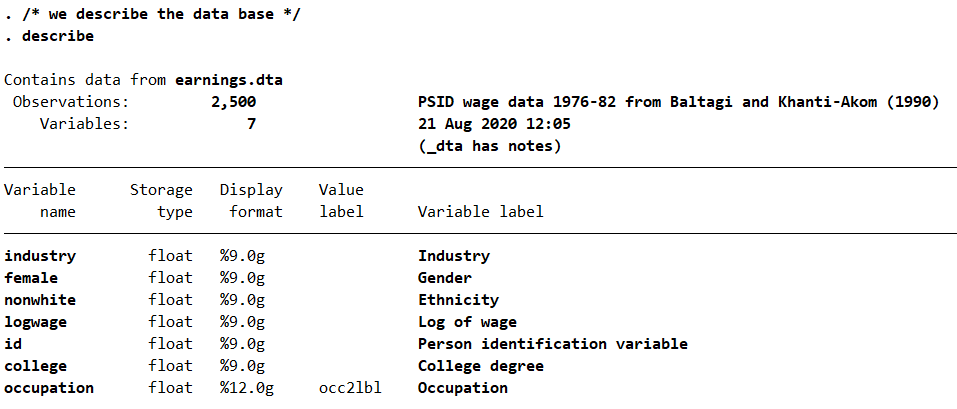 . /* we describe the data base */
. describe
Contains data from earnings.dta
Observations: 2,500 PSID wage data 1976-82 from Baltagi and Khanti-Akom (1990)
Variables: 7 21 Aug 2020 12:05
(_dta has notes)
Variable Storage Display Value
name type format label Variable label
industry float %9.0g Industry
female float %9.0g Gender
nonwhite float %9.0g Ethnicity
logwage float %9.0g Log of wage
id float %9.0g Person identification variable
college float %9.0g College degree
occupation float %12.0g occ2lbl Occupation